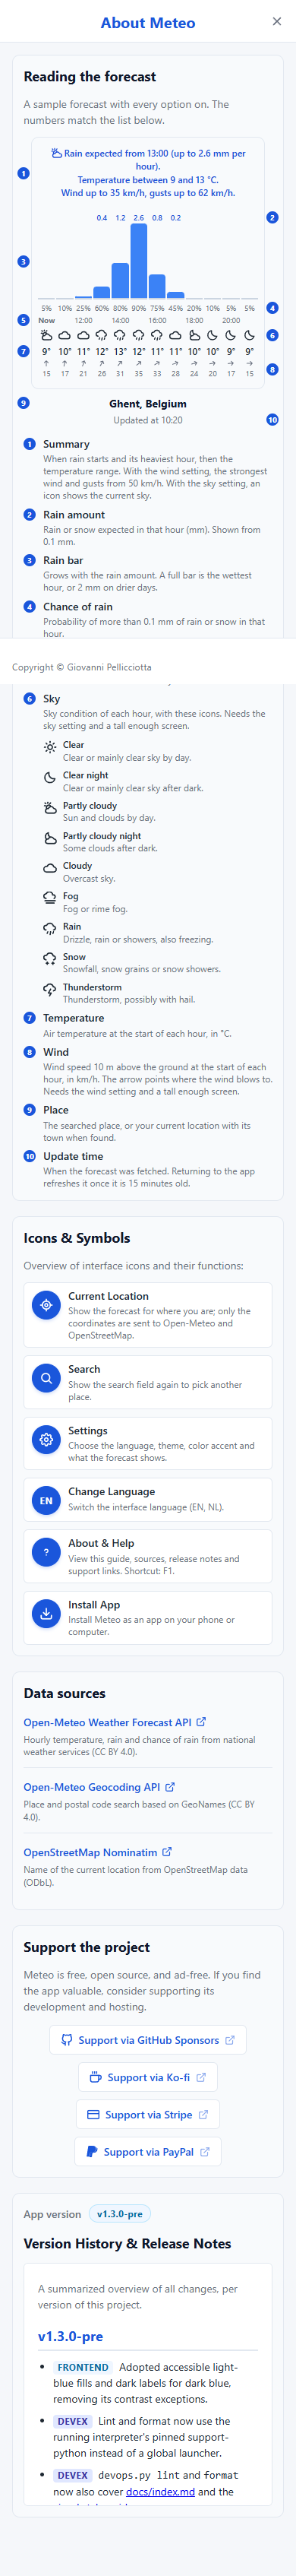 About Meteo
Reading the forecast
A sample forecast with every option on. The
numbers match the list below.
Rain expected from 13:00 (up to 2.6 mm per
hour).
Temperature between 9 and 13 °C.
Wind up to 35 km/h, gusts up to 62 km/h.
1
2
0.4 1.2 2.6 0.8 0.2
3
5% 10% 25% 60% 80% 90% 75% 45% 20% 10% 5% 5%
4
5
Now 12:00 14:00 16:00 18:00 20:00
6
7
9° 10° 11° 12° 13° 12° 11° 11° 10° 10° 9° 9°
8
15 17 21 26 31 35 33 28 24 20 17 15
9
Ghent, Belgium
Updated at 10:20
10
1 Summary
When rain starts and its heaviest hour, then the
temperature range. With the wind setting, the strongest
wind and gusts from 50 km/h. With the sky setting, an
icon shows the current sky.
2 Rain amount
Rain or snow expected in that hour (mm). Shown from
0.1 mm.
3 Rain bar
Grows with the rain amount. A full bar is the wettest
hour, or 2 mm on drier days.
4 Chance of rain
Probability of more than 0.1 mm of rain or snow in that
hour.
Copyright © Giovanni Pellicciotta
6 Sky
Sky condition of each hour, with these icons. Needs the
sky setting and a tall enough screen.
Clear
Clear or mainly clear sky by day.
Clear night
Clear or mainly clear sky after dark.
Partly cloudy
Sun and clouds by day.
Partly cloudy night
Some clouds after dark.
Cloudy
Overcast sky.
Fog
Fog or rime fog.
Rain
Drizzle, rain or showers, also freezing.
Snow
Snowfall, snow grains or snow showers.
Thunderstorm
Thunderstorm, possibly with hail.
7 Temperature
Air temperature at the start of each hour, in °C.
8 Wind
Wind speed 10 m above the ground at the start of each
hour, in km/h. The arrow points where the wind blows to.
Needs the wind setting and a tall enough screen.
9 Place
The searched place, or your current location with its
town when found.
10 Update time
When the forecast was fetched. Returning to the app
refreshes it once it is 15 minutes old.
Icons & Symbols
Overview of interface icons and their functions:
Current Location
Show the forecast for where you are; only the
coordinates are sent to Open-Meteo and
OpenStreetMap.
Search
Show the search field again to pick another
place.
Settings
Choose the language, theme, color accent and
what the forecast shows.
EN
Change Language
Switch the interface language (EN, NL).
?
About & Help
View this guide, sources, release notes and
support links. Shortcut: F1.
Install App
Install Meteo as an app on your phone or
computer.
Data sources
Open-Meteo Weather Forecast API
Hourly temperature, rain and chance of rain from national
weather services (CC BY 4.0).
Open-Meteo Geocoding API
Place and postal code search based on GeoNames (CC BY
4.0).
OpenStreetMap Nominatim
Name of the current location from OpenStreetMap data
(ODbL).
Support the project
Meteo is free, open source, and ad-free. If you find
the app valuable, consider supporting its
development and hosting.
Support via GitHub Sponsors
Support via Ko-fi
Support via Stripe
Support via PayPal
App version v1.3.0-pre
Version History & Release Notes
A summarized overview of all changes, per
version of this project.
v1.3.0-pre
• FRONTEND Adopted accessible light-
blue fills and dark labels for dark blue,
removing its contrast exceptions.
• DEVEX Lint and format now use the
running interpreter's pinned support-
python instead of a global launcher.
• DEVEX devops.py lint and format
now also cover docs/index.md and the